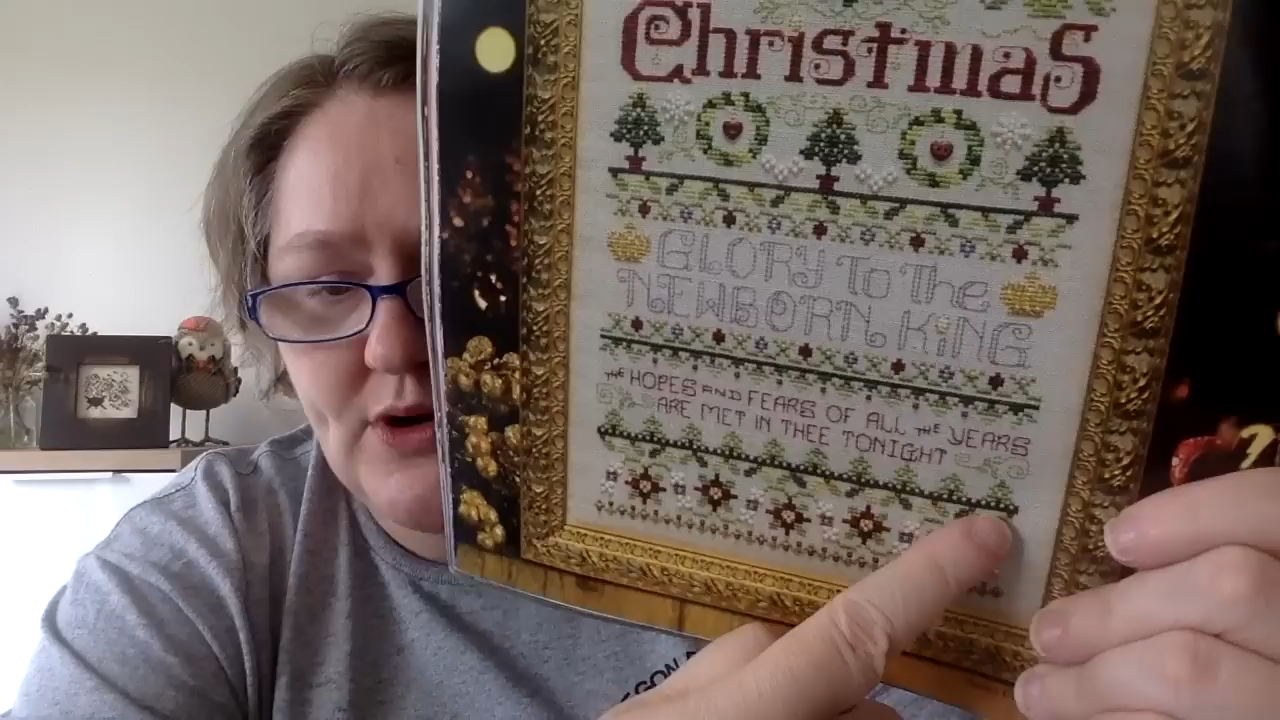 Christmas
GLORY TO THE
NEWBORN KING
THE HOPES AND FEARS OF ALL THE YEARS
ARE MET IN THEE TONIGHT